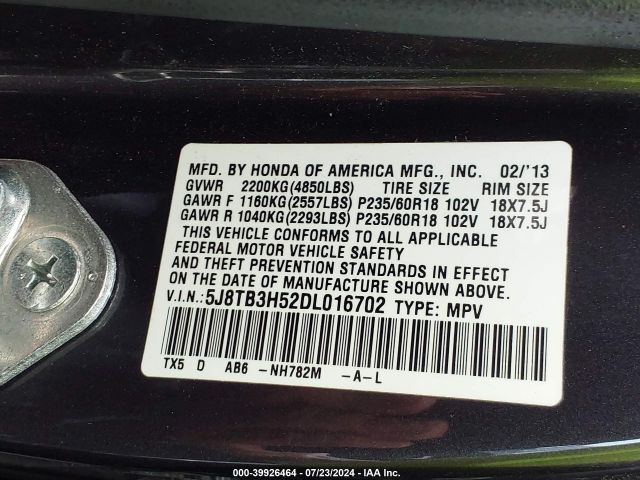 MFD. BY HONDA OF AMERICA MFG., INC. 02/'13
GVWR 2200KG(4850LBS) TIRE SIZE RIM SIZE
GAWR F 1160KG(2557LBS) P235/60R18 102V 18X7.5J
GAWR R 1040KG(2293LBS) P235/60R18 102V 18X7.5J
THIS VEHICLE CONFORMS TO ALL APPLICABLE
FEDERAL MOTOR VEHICLE SAFETY
AND THEFT PREVENTION STANDARDS IN EFFECT
ON THE DATE OF MANUFACTURE SHOWN ABOVE.
V.I.N.: 5J8TB3H52DL016702 TYPE: MPV
TX5 D AB6 -NH782M -A-L
000-39926464 / 07/23/2024 - IAA Inc.